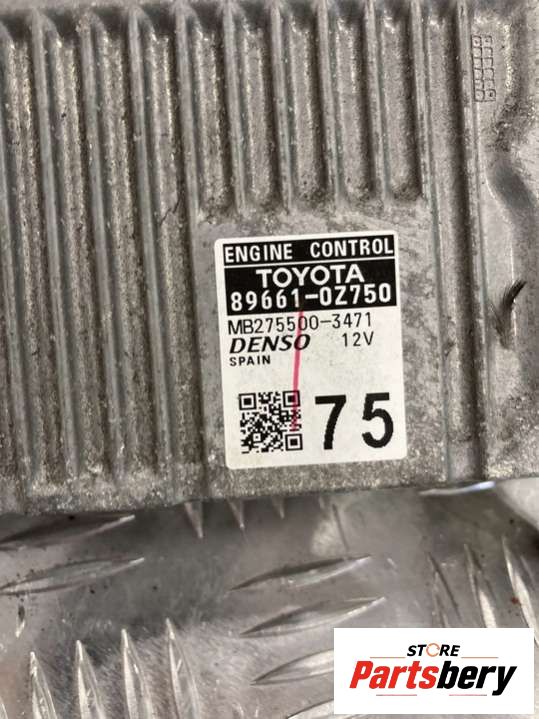 ENGINE CONTROL
TOYOTA
89661-0Z750
MB275500-3471
DENSO 12V
SPAIN
75
STORE
Partsbery